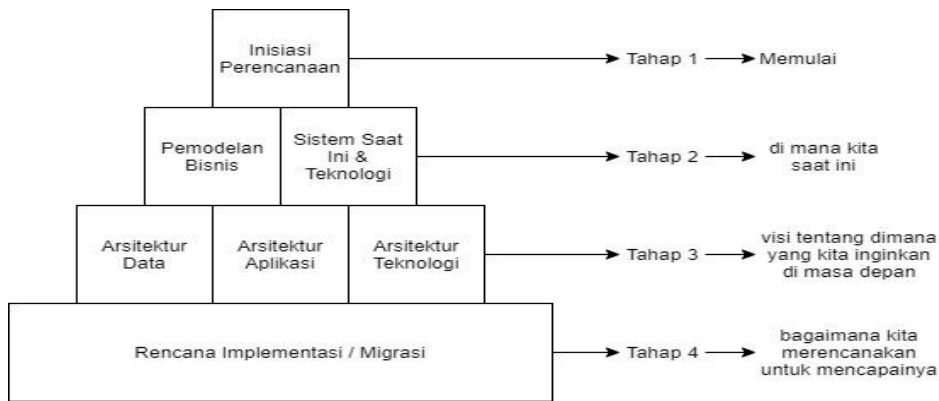 Inisiasi
Perencanaan
Tahap 1
Memulai
Pemodelan
Bisnis
Sistem Saat
Ini &
Teknologi
Tahap 2
di mana kita
saat ini
Arsitektur
Data
Arsitektur
Aplikasi
Arsitektur
Teknologi
Tahap 3
visi tentang dimana
yang kita inginkan
di masa depan
Rencana Implementasi / Migrasi
Tahap 4
bagaimana kita
merencanakan
untuk mencapainya